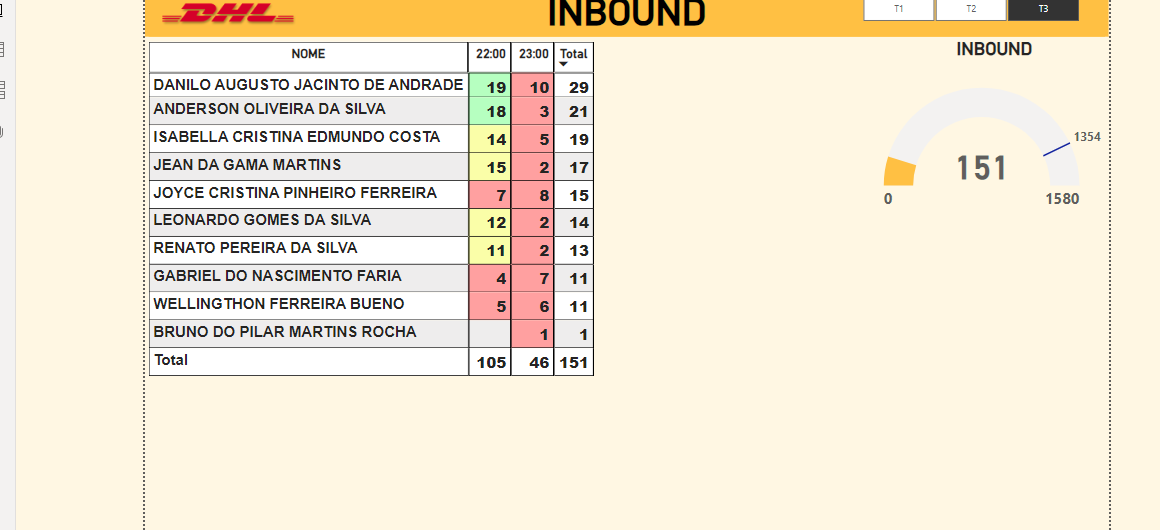 DHL
INBOUND
T1 T2 T3
NOME 22:00 23:00 Total
DANILO AUGUSTO JACINTO DE ANDRADE 19 10 29
ANDERSON OLIVEIRA DA SILVA 18 3 21
ISABELLA CRISTINA EDMUNDO COSTA 14 5 19
JEAN DA GAMA MARTINS 15 2 17
JOYCE CRISTINA PINHEIRO FERREIRA 7 8 15
LEONARDO GOMES DA SILVA 12 2 14
RENATO PEREIRA DA SILVA 11 2 13
GABRIEL DO NASCIMENTO FARIA 4 7 11
WELLINGTHON FERREIRA BUENO 5 6 11
BRUNO DO PILAR MARTINS ROCHA 1 1
Total 105 46 151
INBOUND
1354
151
0 1580